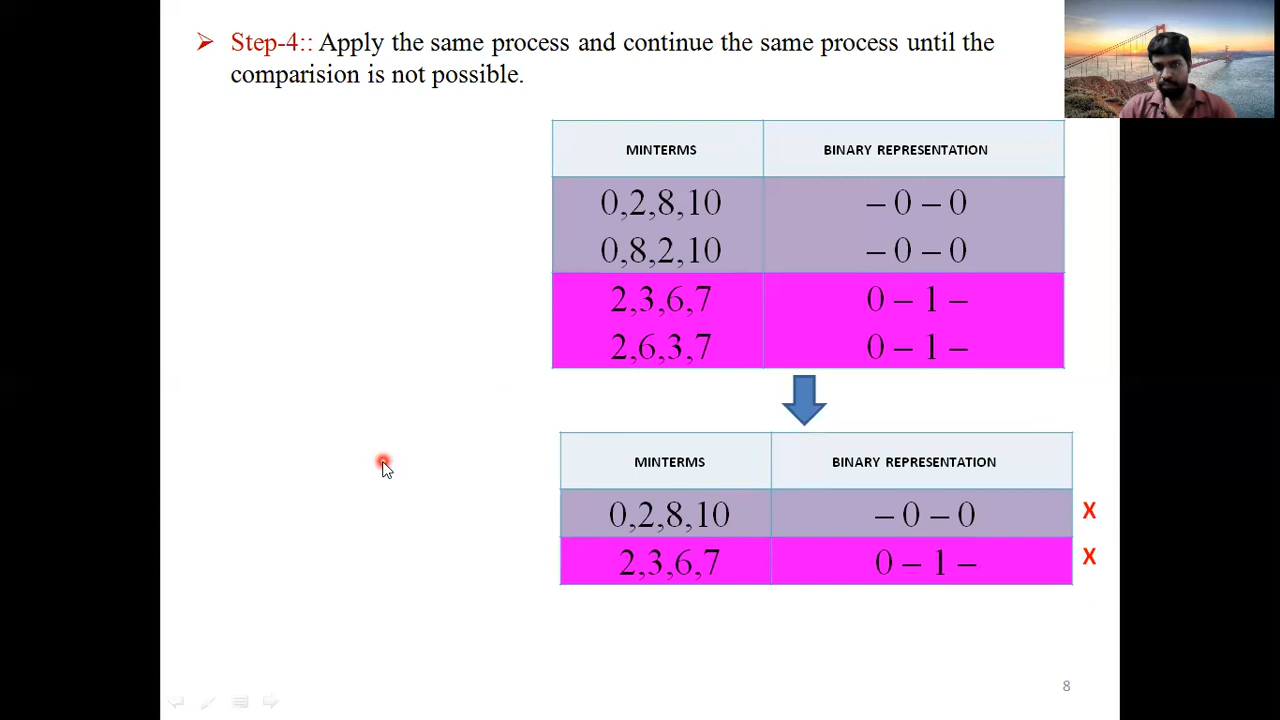 ➢ Step-4:: Apply the same process and continue the same process until the
comparision is not possible.
MINTERMS BINARY REPRESENTATION
0,2,8,10 – 0 – 0
0,8,2,10 – 0 – 0
2,3,6,7 0 – 1 –
2,6,3,7 0 – 1 –
MINTERMS BINARY REPRESENTATION
0,2,8,10 – 0 – 0 X
2,3,6,7 0 – 1 – X
8